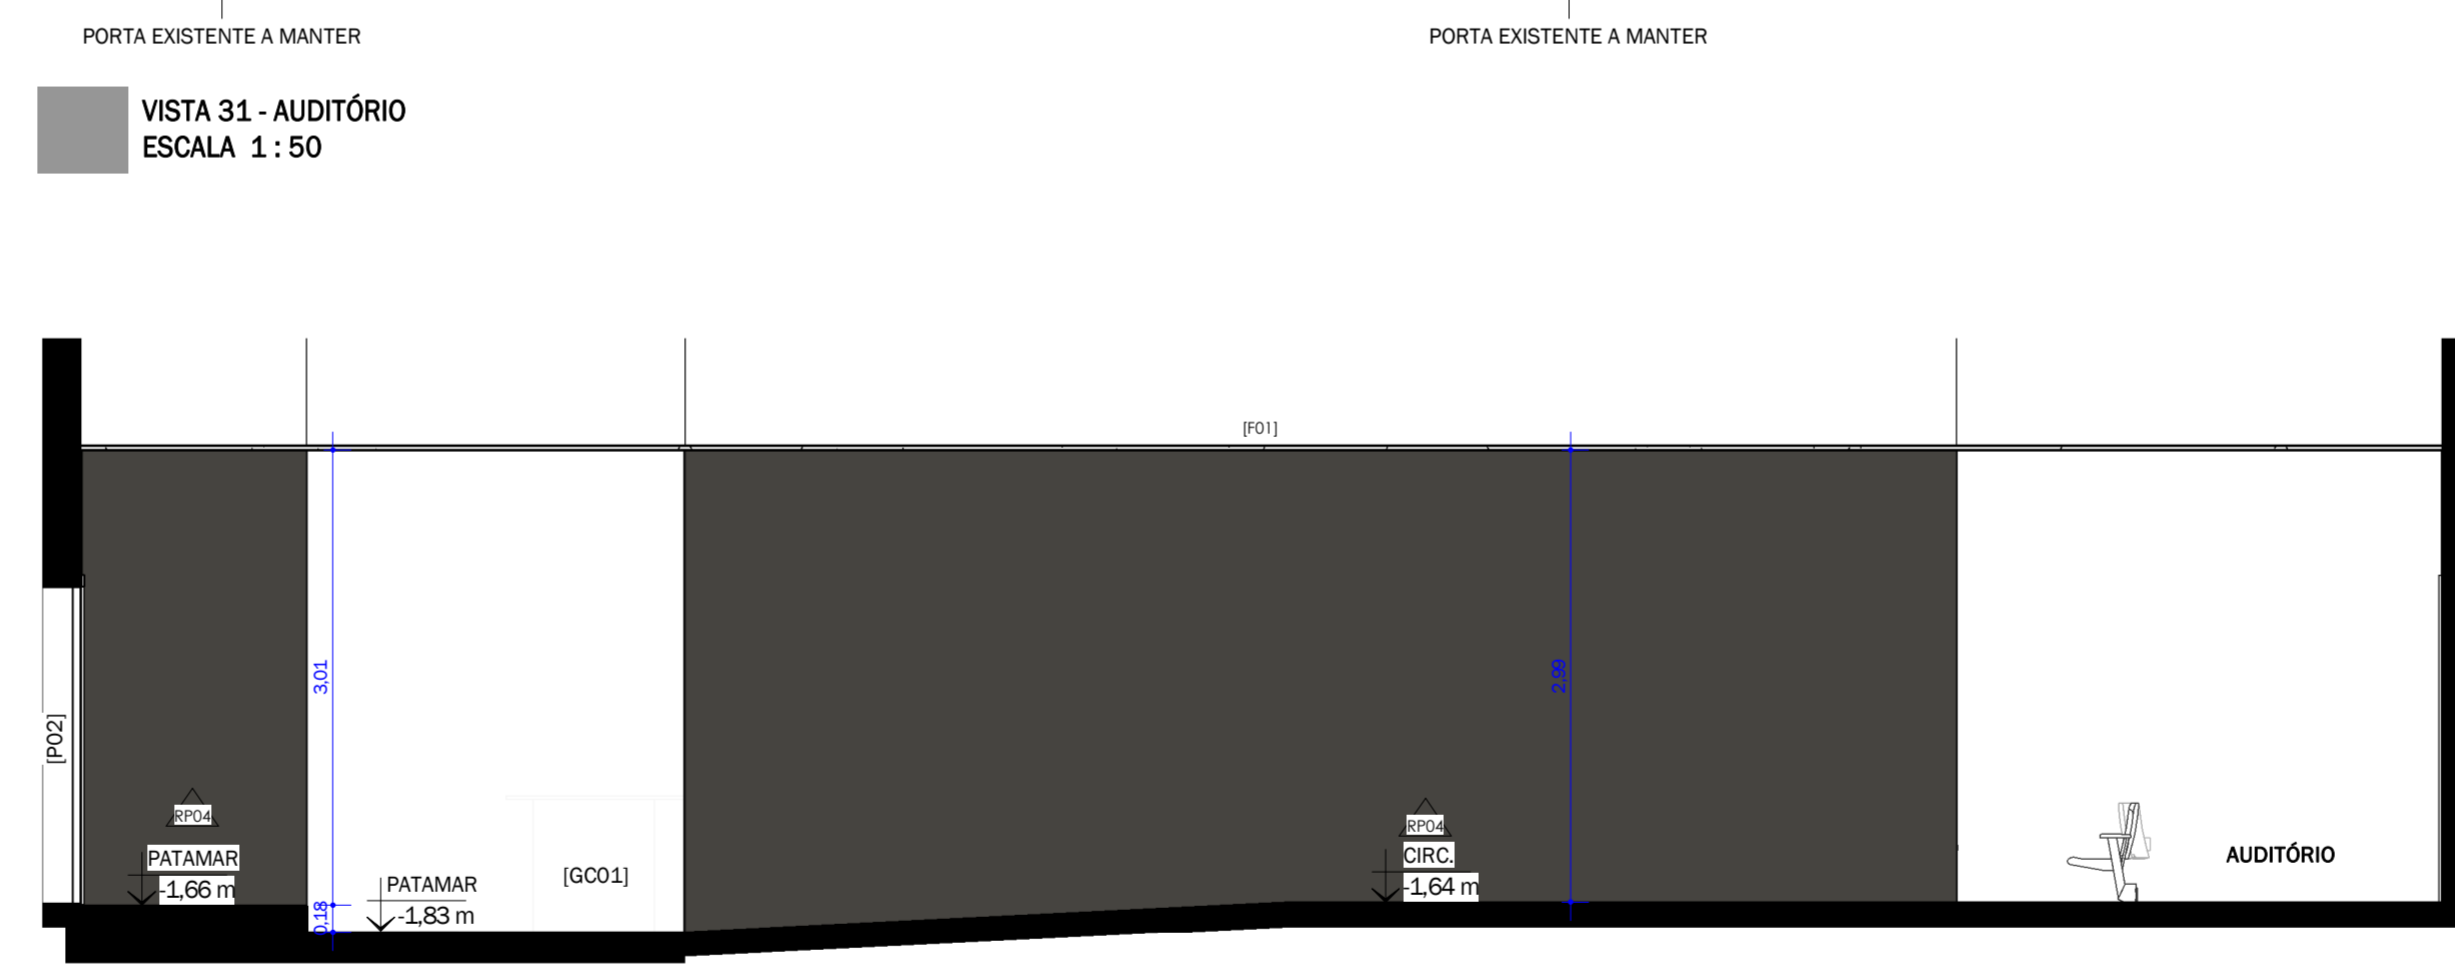 PORTA EXISTENTE A MANTER
PORTA EXISTENTE A MANTER
VISTA 31 - AUDITÓRIO
ESCALA 1 : 50
[F01]
3,01
2,99
[P02]
RP04
PATAMAR
-1,66 m
0,18
PATAMAR
-1,83 m
[GC01]
RP04
CIRC.
-1,64 m
AUDITÓRIO